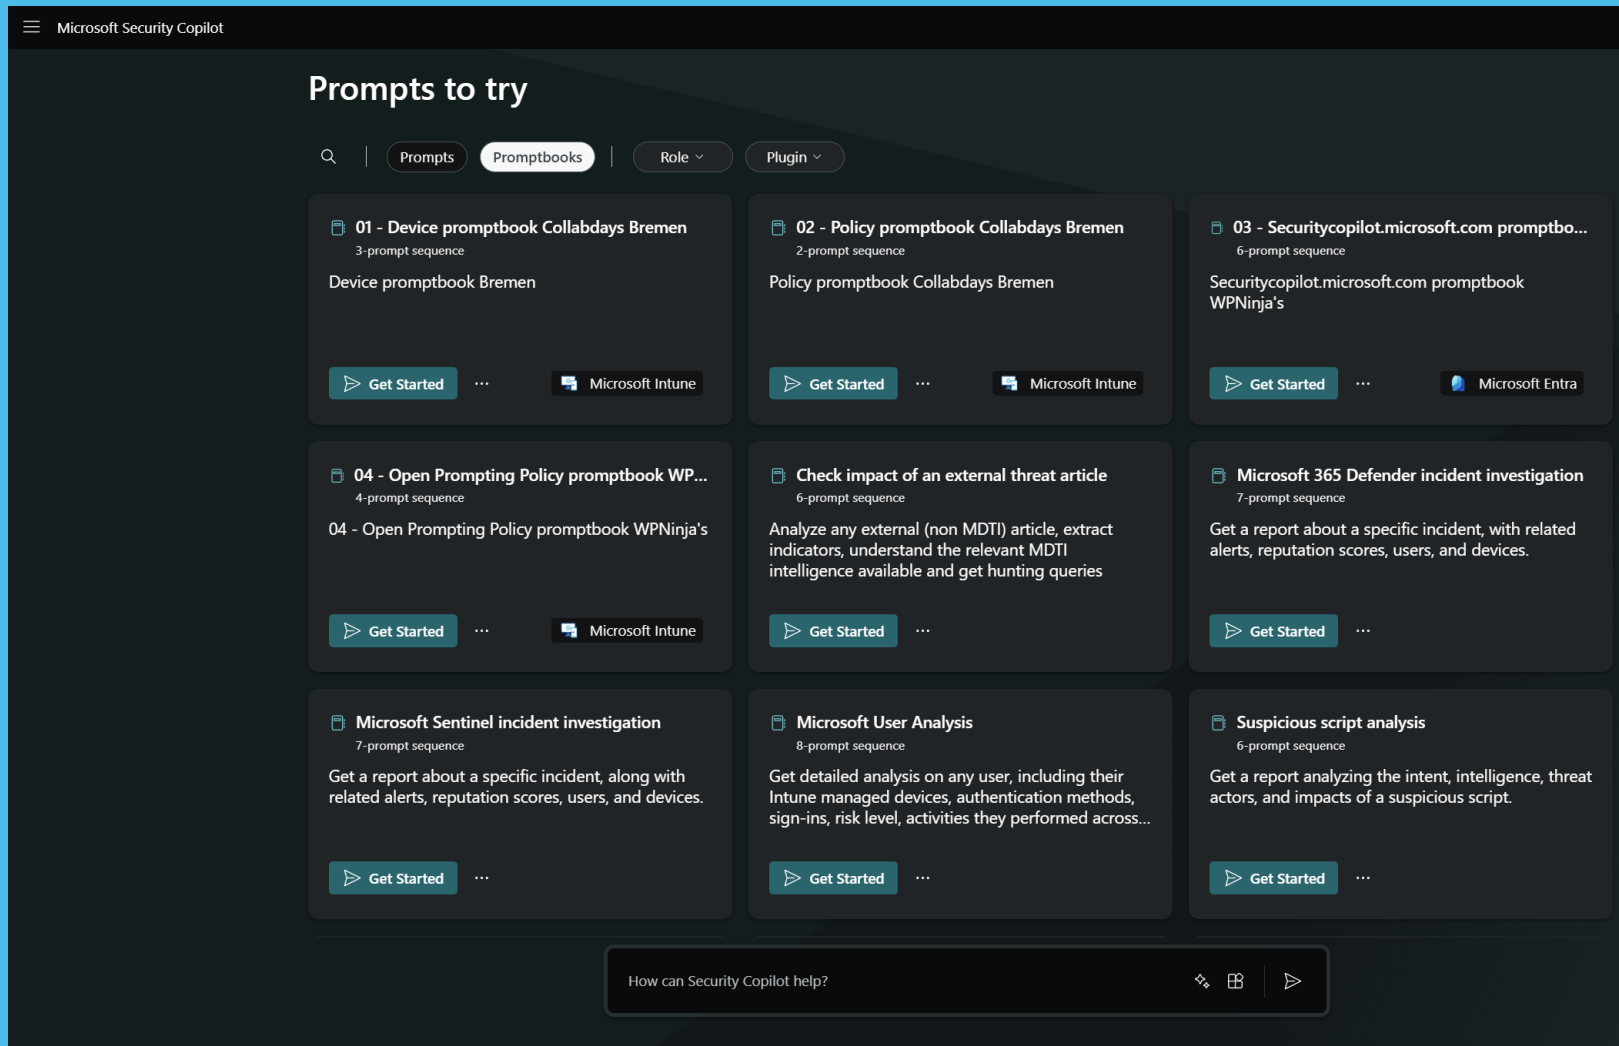 Microsoft Security Copilot
Prompts to try
Prompts
Promptbooks
Role
Plugin
01 - Device promptbook Collabdays Bremen
3-prompt sequence
Device promptbook Bremen
Get Started
Microsoft Intune
02 - Policy promptbook Collabdays Bremen
2-prompt sequence
Policy promptbook Collabdays Bremen
Get Started
Microsoft Intune
03 - Securitycopilot.microsoft.com promptbo...
6-prompt sequence
Securitycopilot.microsoft.com promptbook
WPNinja's
Get Started
Microsoft Entra
04 - Open Prompting Policy promptbook WP...
4-prompt sequence
04 - Open Prompting Policy promptbook WPNinja's
Get Started
Microsoft Intune
Check impact of an external threat article
6-prompt sequence
Analyze any external (non MDTI) article, extract
indicators, understand the relevant MDTI
intelligence available and get hunting queries
Get Started
Microsoft 365 Defender incident investigation
7-prompt sequence
Get a report about a specific incident, with related
alerts, reputation scores, users, and devices.
Get Started
Microsoft Sentinel incident investigation
7-prompt sequence
Get a report about a specific incident, along with
related alerts, reputation scores, users, and devices.
Get Started
Microsoft User Analysis
8-prompt sequence
Get detailed analysis on any user, including their
Intune managed devices, authentication methods,
sign-ins, risk level, activities they performed across...
Get Started
Suspicious script analysis
6-prompt sequence
Get a report analyzing the intent, intelligence, threat
actors, and impacts of a suspicious script.
Get Started
How can Security Copilot help?